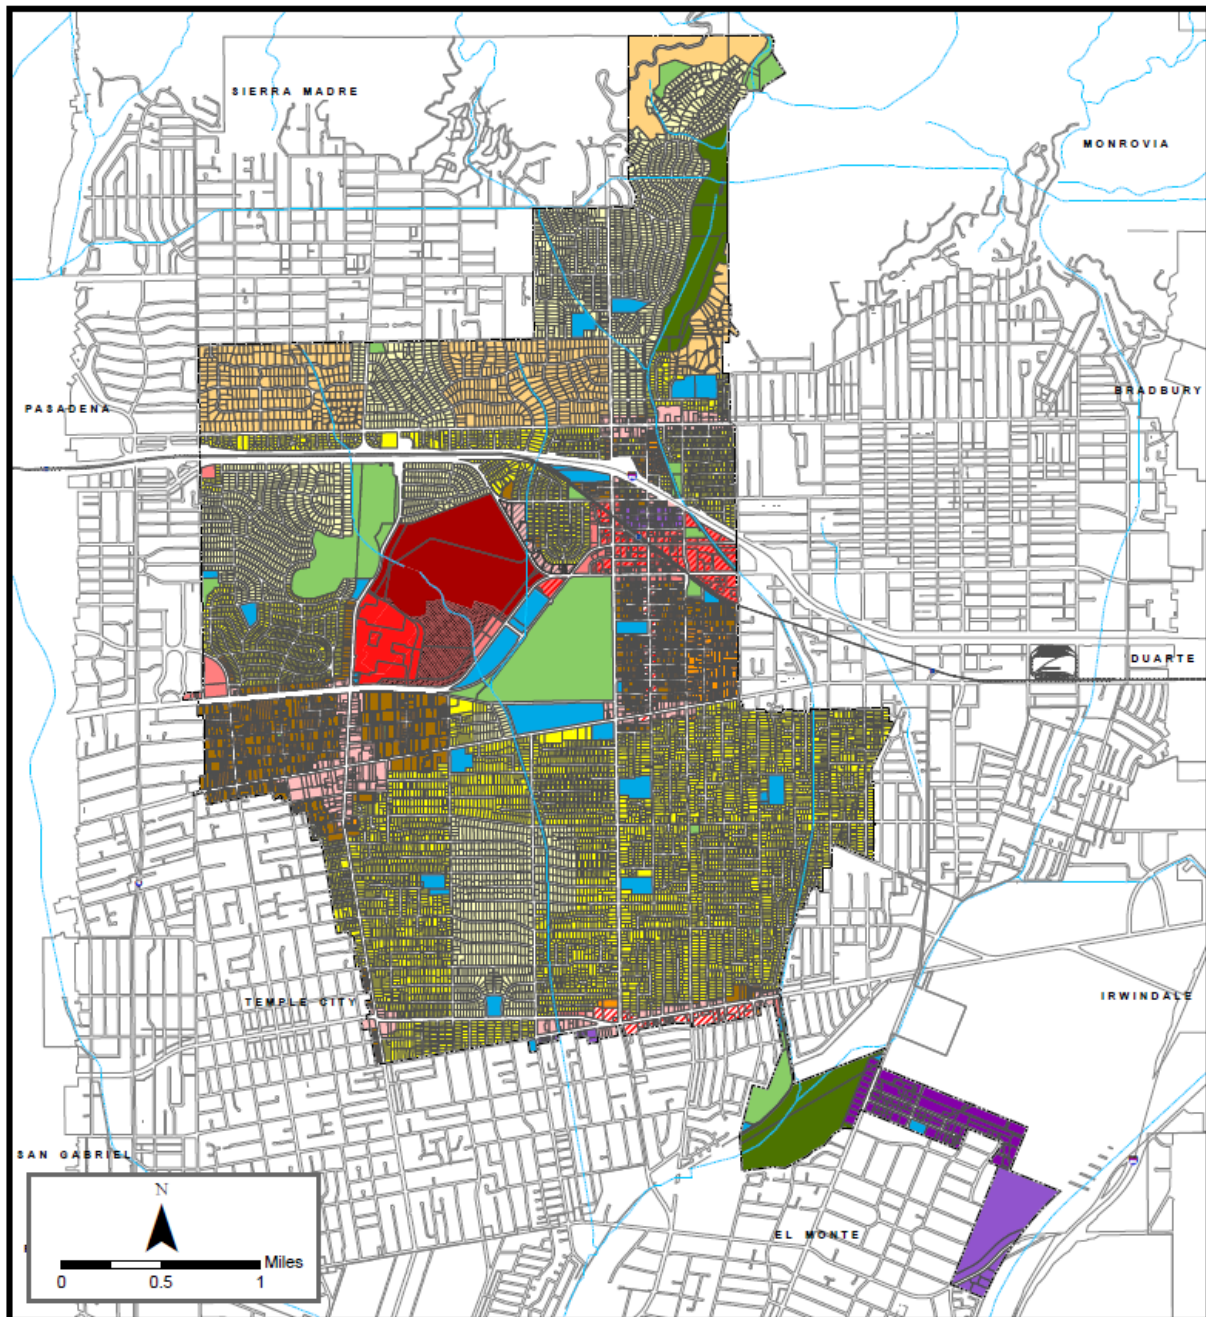 SIERRA MADRE
MONROVIA
BRADBURY
PASADENA
DUARTE
TEMPLE CITY
IRWINDALE
SAN GABRIEL
EL MONTE
N
Miles
0 0.5 1